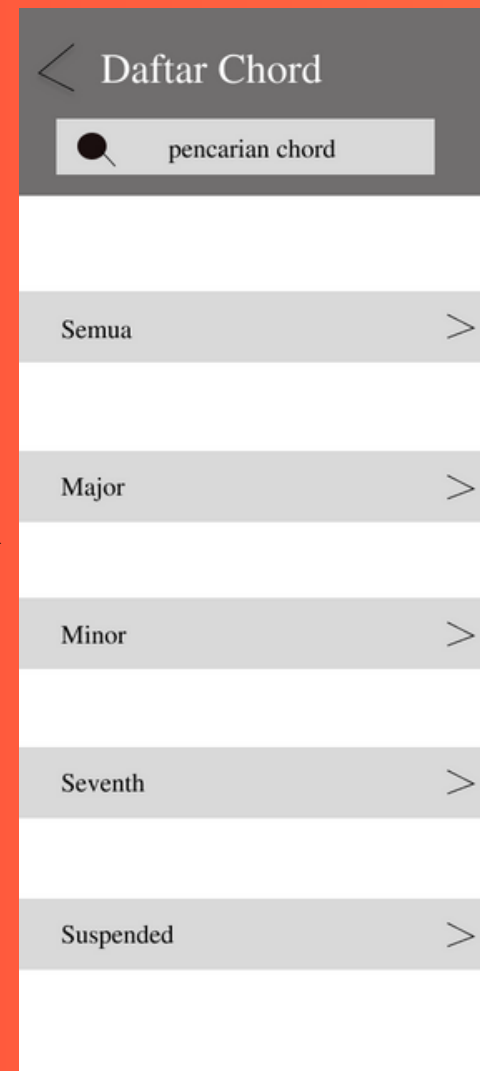 Daftar Chord
pencarian chord
Semua
Major
Minor
Seventh
Suspended